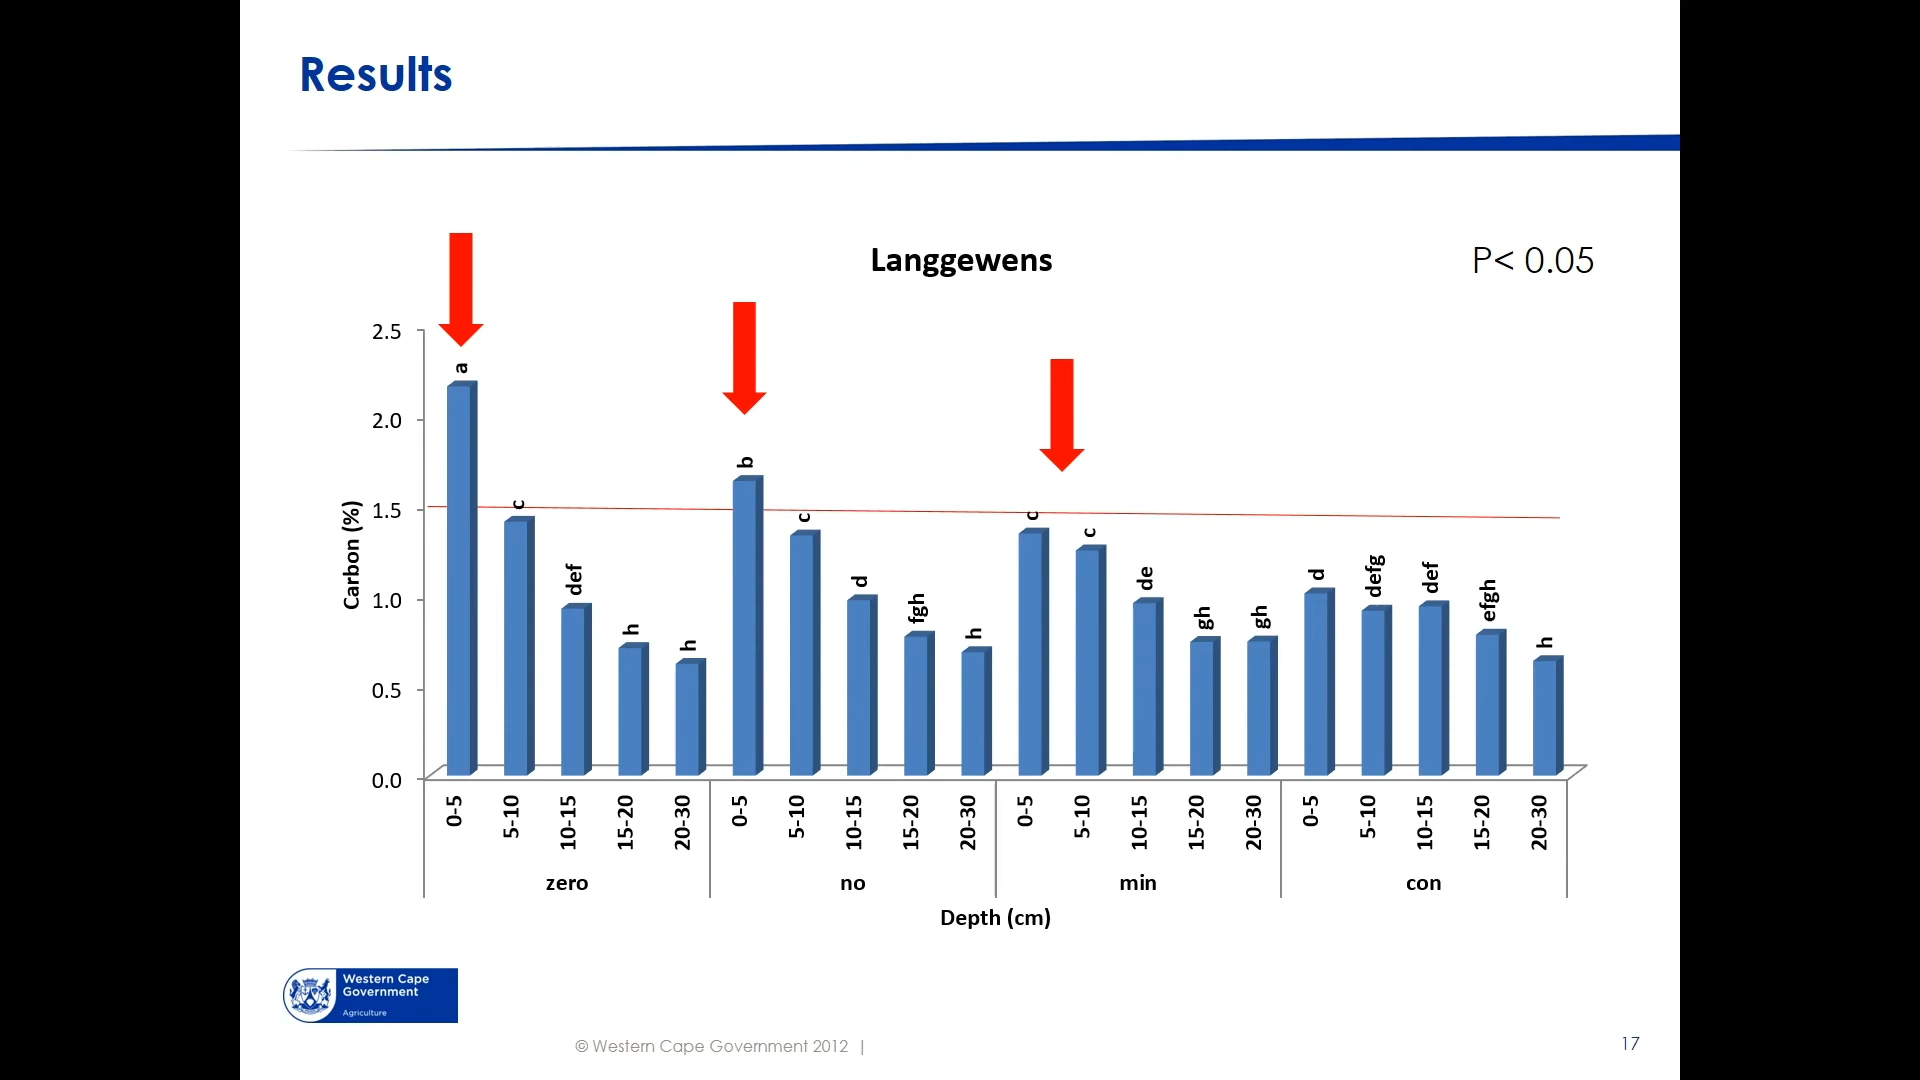 Results
Langgewens
P< 0.05
Carbon (%)
2.5
2.0
1.5
1.0
0.5
0.0
a
c
def
h
h
b
c
d
fgh
h
c
c
de
gh
gh
d
defg
def
efgh
h
0-5
5-10
10-15
15-20
20-30
0-5
5-10
10-15
15-20
20-30
0-5
5-10
10-15
15-20
20-30
0-5
5-10
10-15
15-20
20-30
zero
no
min
con
Depth (cm)
Western Cape
Government
Agriculture
© Western Cape Government 2012 |
17